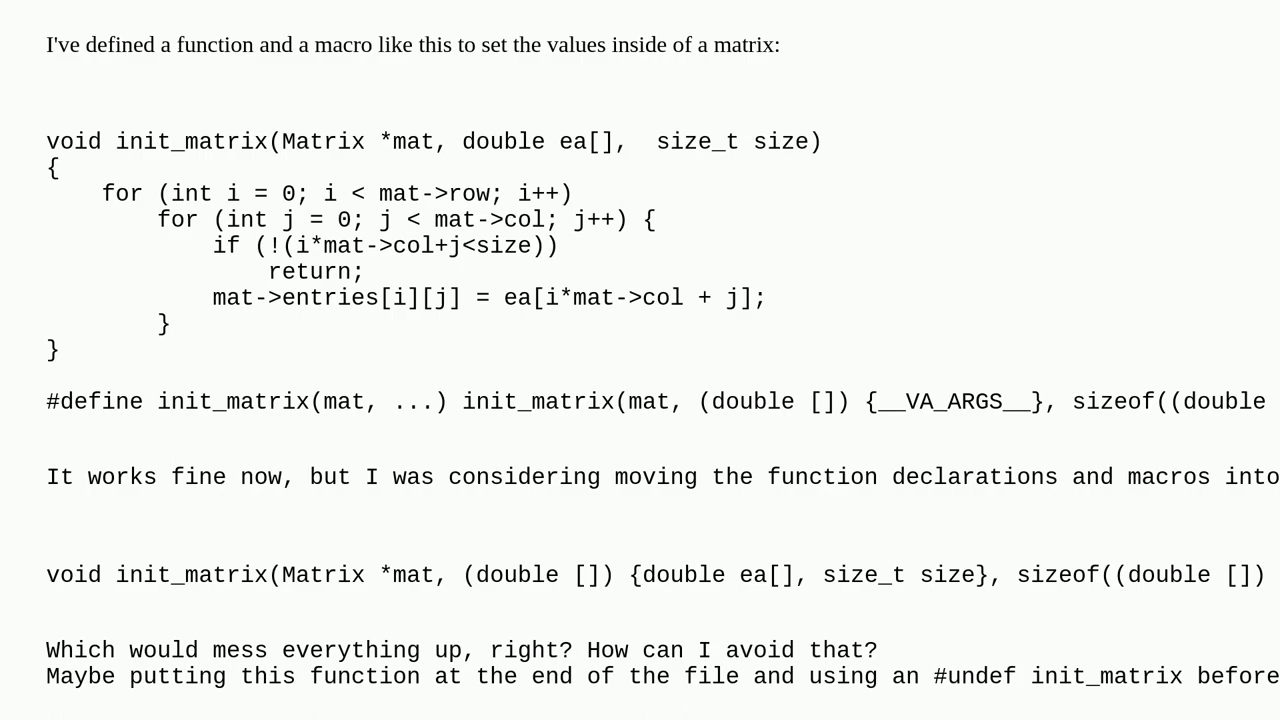 I've defined a function and a macro like this to set the values inside of a matrix:
void init_matrix(Matrix *mat, double ea[],  size_t size)
{
    for (int i = 0; i < mat->row; i++)
        for (int j = 0; j < mat->col; j++) {
            if (!(i*mat->col+j<size))
                return;
            mat->entries[i][j] = ea[i*mat->col + j];
        }
}
#define init_matrix(mat, ...) init_matrix(mat, (double []) {__VA_ARGS__}, sizeof((double
It works fine now, but I was considering moving the function declarations and macros into
void init_matrix(Matrix *mat, (double []) {double ea[], size_t size}, sizeof((double [])
Which would mess everything up, right? How can I avoid that?
Maybe putting this function at the end of the file and using an #undef init_matrix before